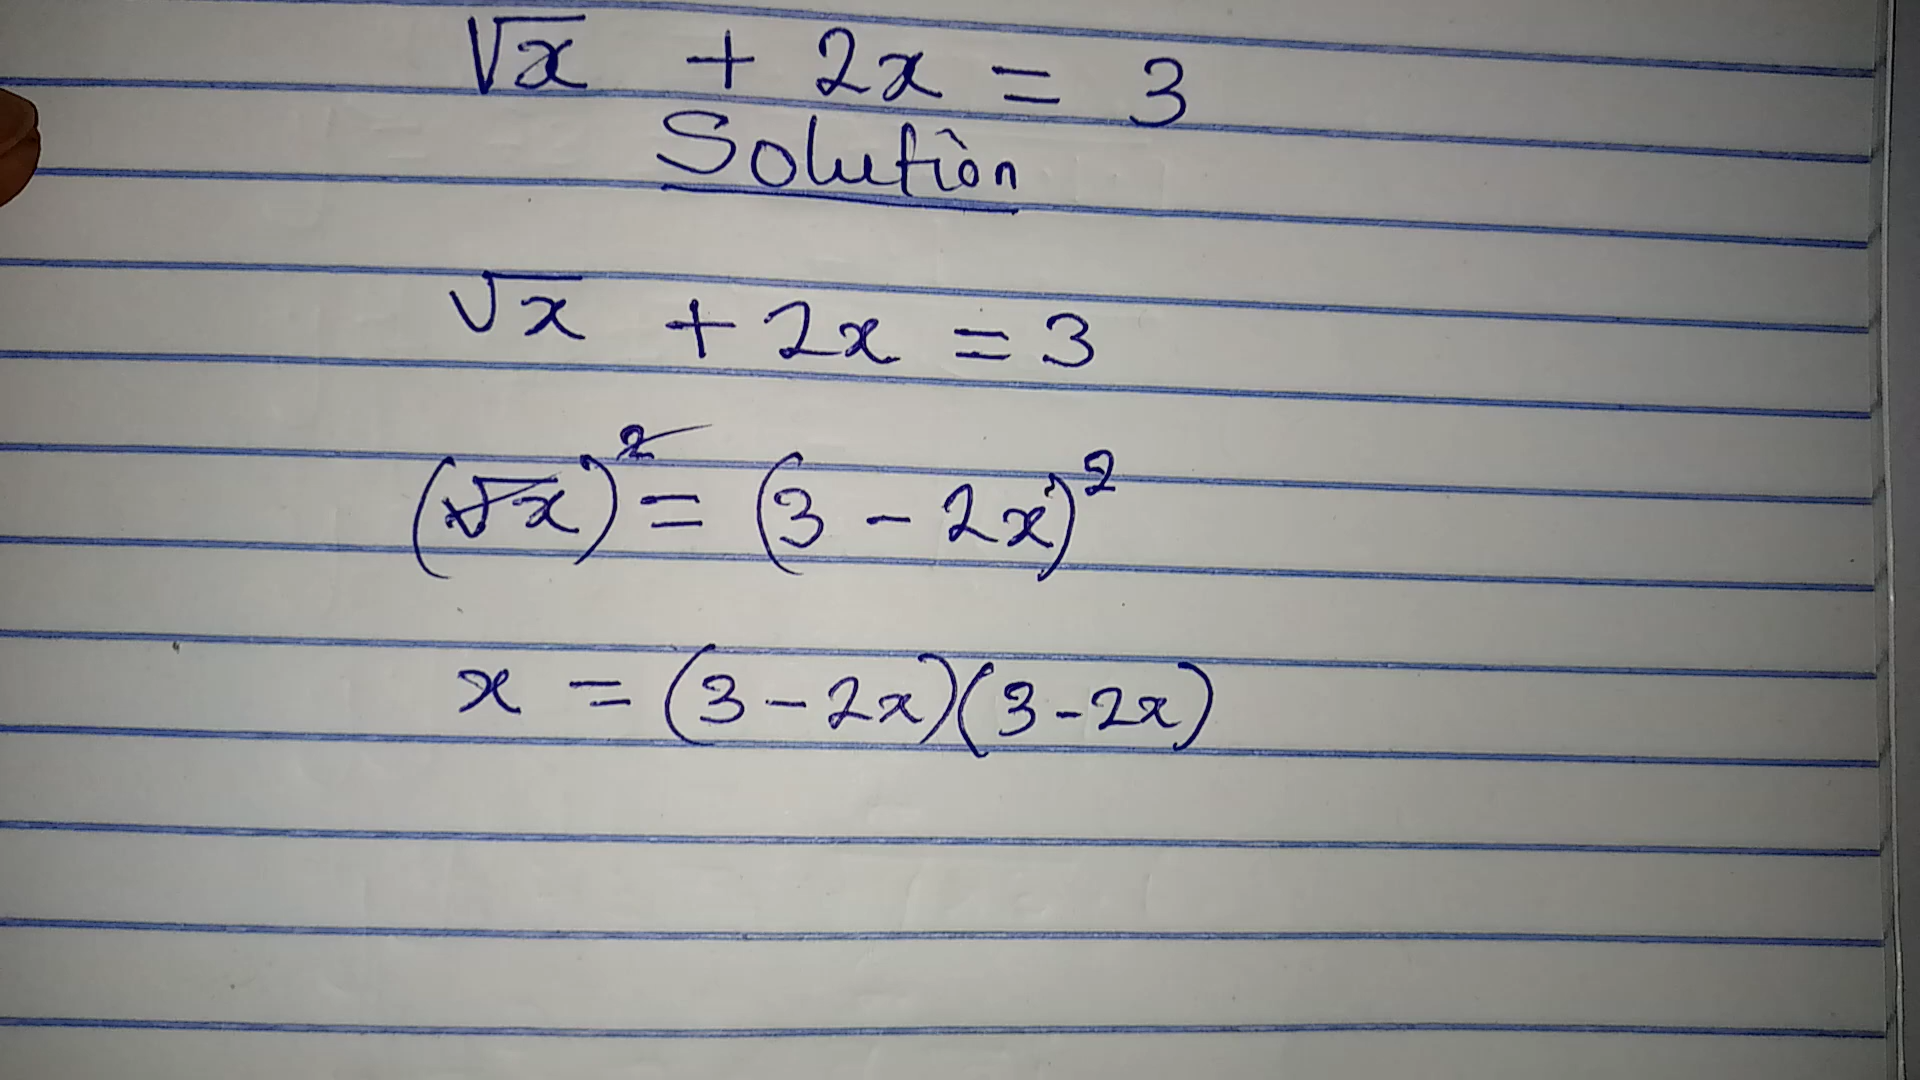 √x + 2x = 3
Solution
√x + 2x = 3
(√x)² = (3 - 2x)²
x = (3-2x)(3-2x)